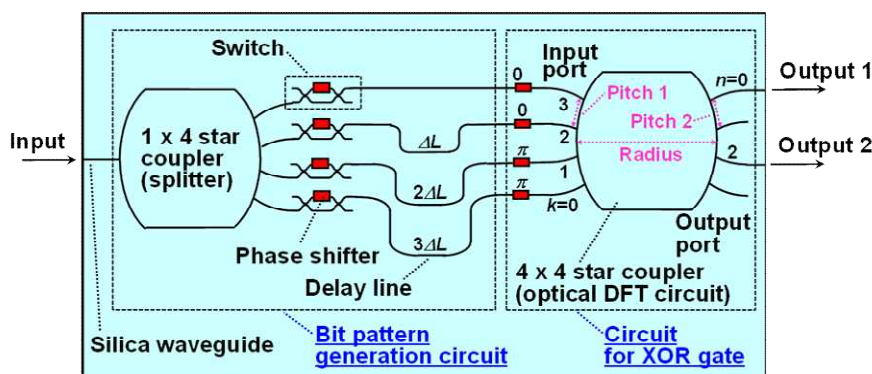 Switch
Input
port
0
3
Pitch 1
n=0
Output 1
Input
1 x 4 star
coupler
(splitter)
ΔL
0
2
Pitch 2
Radius
2
Output 2
2ΔL
π
1
Phase shifter
3ΔL
π
k=0
Output
port
Delay line
4 x 4 star coupler
(optical DFT circuit)
Silica waveguide
Bit pattern
generation circuit
Circuit
for XOR gate